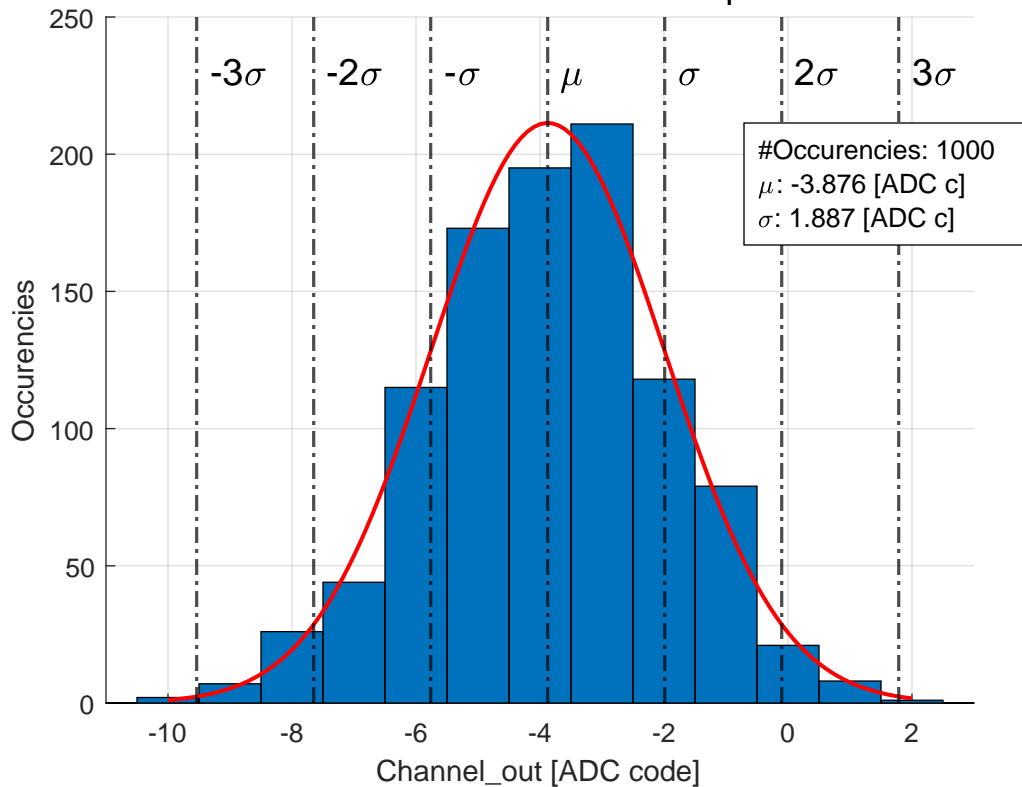 250
-3σ -2σ -σ μ σ 2σ 3σ
200
#Occurencies: 1000
μ: -3.876 [ADC c]
σ: 1.887 [ADC c]
150
Occurencies
100
50
0
-10 -8 -6 -4 -2 0 2
Channel_out [ADC code]